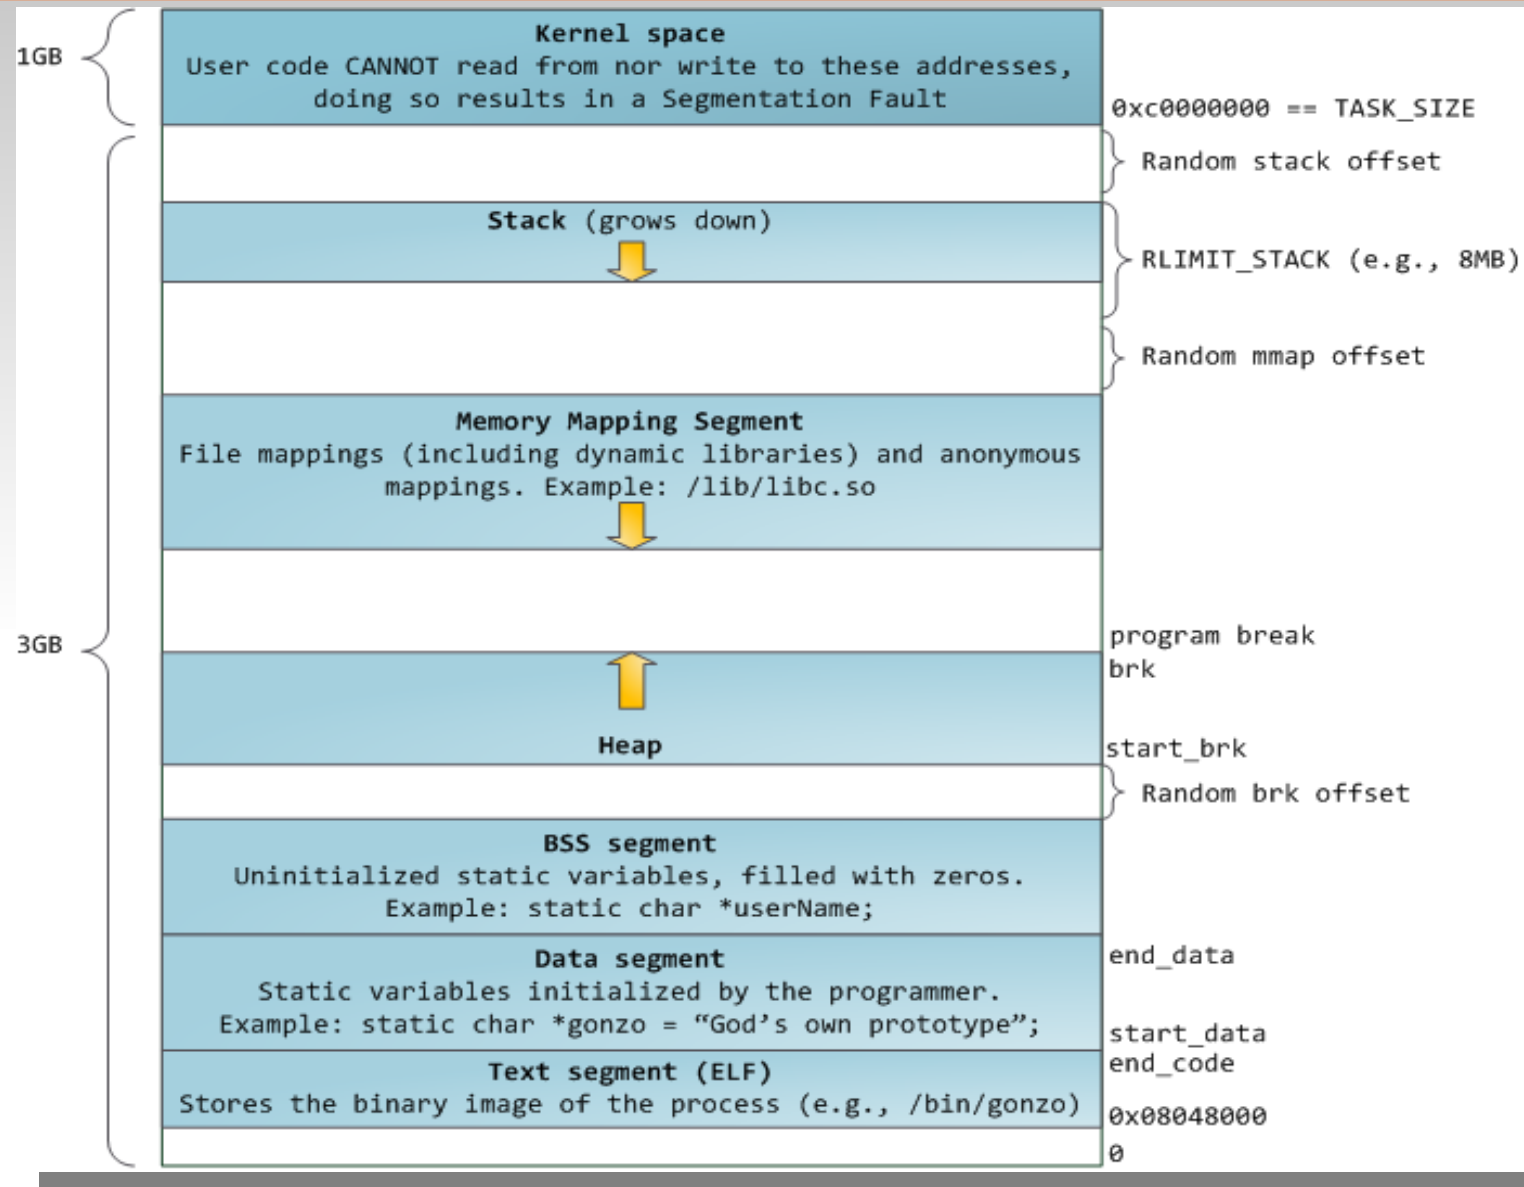 1GB
Kernel space
User code CANNOT read from nor write to these addresses,
doing so results in a Segmentation Fault
0xc0000000 == TASK_SIZE
Random stack offset
Stack (grows down)
RLIMIT_STACK (e.g., 8MB)
Random mmap offset
Memory Mapping Segment
File mappings (including dynamic libraries) and anonymous
mappings. Example: /lib/libc.so
3GB
program break
brk
Heap
start_brk
Random brk offset
BSS segment
Uninitialized static variables, filled with zeros.
Example: static char *userName;
Data segment
Static variables initialized by the programmer.
Example: static char *gonzo = “God’s own prototype”;
end_data
start_data
end_code
Text segment (ELF)
Stores the binary image of the process (e.g., /bin/gonzo)
0x08048000
0